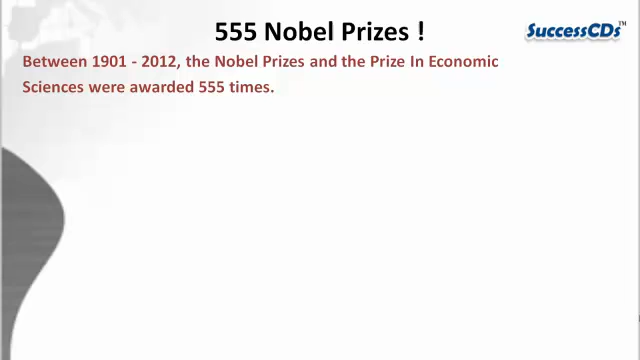 555 Nobel Prizes !
SuccessCDs™
Between 1901 - 2012, the Nobel Prizes and the Prize In Economic
Sciences were awarded 555 times.